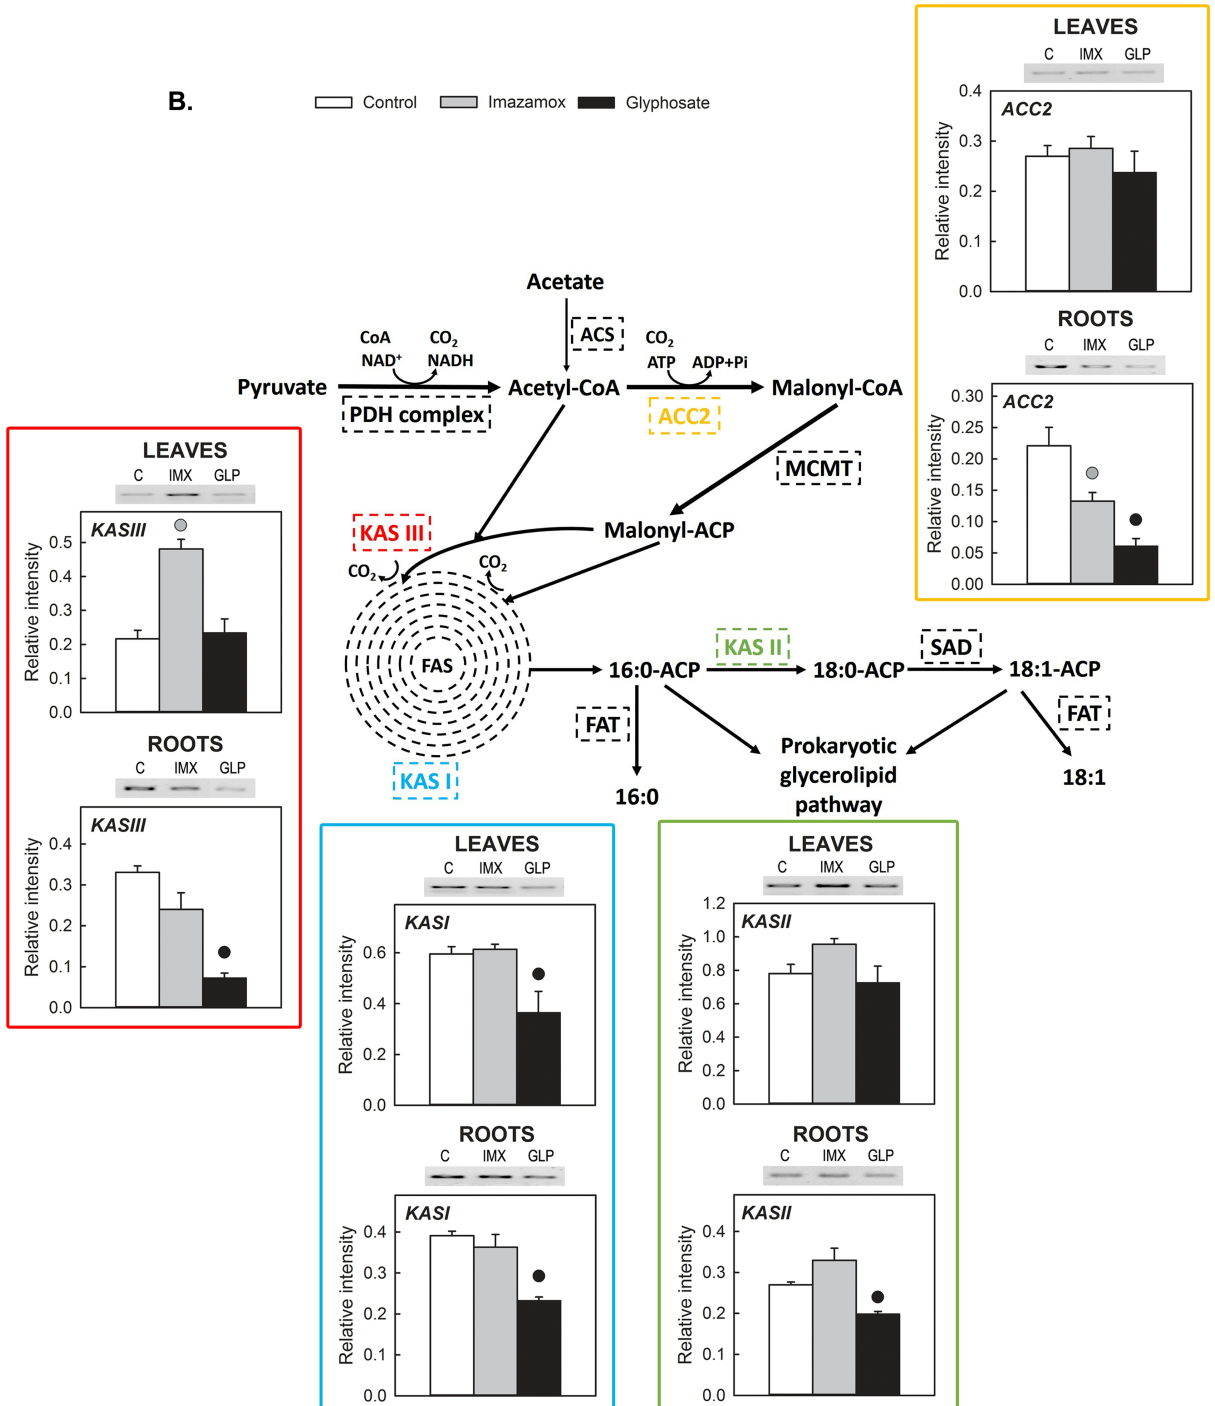 B.
Control
Imazamox
Glyphosate
LEAVES
C IMX GLP
ACC2
Relative intensity
0.4
0.3
0.2
0.1
0.0
ROOTS
C IMX GLP
ACC2
Relative intensity
0.30
0.25
0.20
0.15
0.10
0.05
0.00
Acetate
ACS
CoA
NAD+
CO2
NADH
CO2
ATP
ADP+Pi
Pyruvate
Acetyl-CoA
Malonyl-CoA
PDH complex
ACC2
MCMT
Malonyl-ACP
KAS III
CO2
CO2
FAS
KAS I
16:0-ACP
KAS II
18:0-ACP
SAD
18:1-ACP
FAT
FAT
16:0
Prokaryotic
glycerolipid
pathway
18:1
LEAVES
C IMX GLP
KASIII
Relative intensity
0.5
0.4
0.3
0.2
0.1
0.0
ROOTS
C IMX GLP
KASIII
Relative intensity
0.4
0.3
0.2
0.1
0.0
LEAVES
C IMX GLP
KASI
Relative intensity
0.6
0.4
0.2
0.0
ROOTS
C IMX GLP
KASI
Relative intensity
0.4
0.3
0.2
0.1
0.0
LEAVES
C IMX GLP
KASII
Relative intensity
1.2
1.0
0.8
0.6
0.4
0.2
0.0
ROOTS
C IMX GLP
KASII
Relative intensity
0.4
0.3
0.2
0.1
0.0